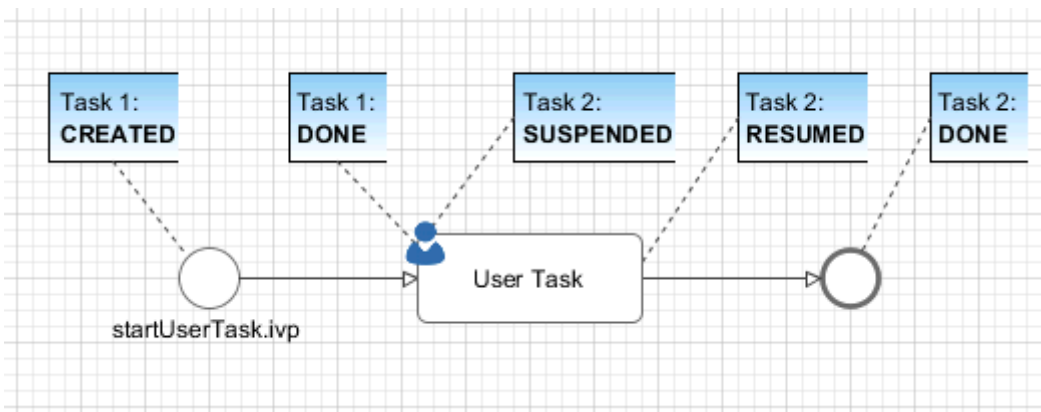 Task 1:
CREATED
Task 1:
DONE
Task 2:
SUSPENDED
Task 2:
RESUMED
Task 2:
DONE
User Task
startUserTask.ivp